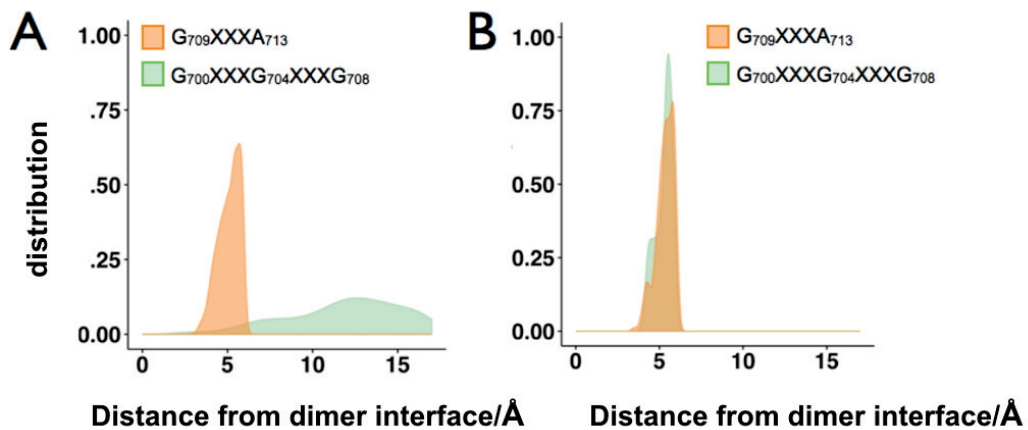 A
1.00
.75
.50
.25
0.00
0 5 10 15
distribution
Distance from dimer interface/Å
G₇₀₉XXXA₇₁₃
G₇₀₀XXXG₇₀₄XXXG₇₀₈
B
1.00
0.75
0.50
0.25
0.00
0 5 10 15
Distance from dimer interface/Å
G₇₀₉XXXA₇₁₃
G₇₀₀XXXG₇₀₄XXXG₇₀₈